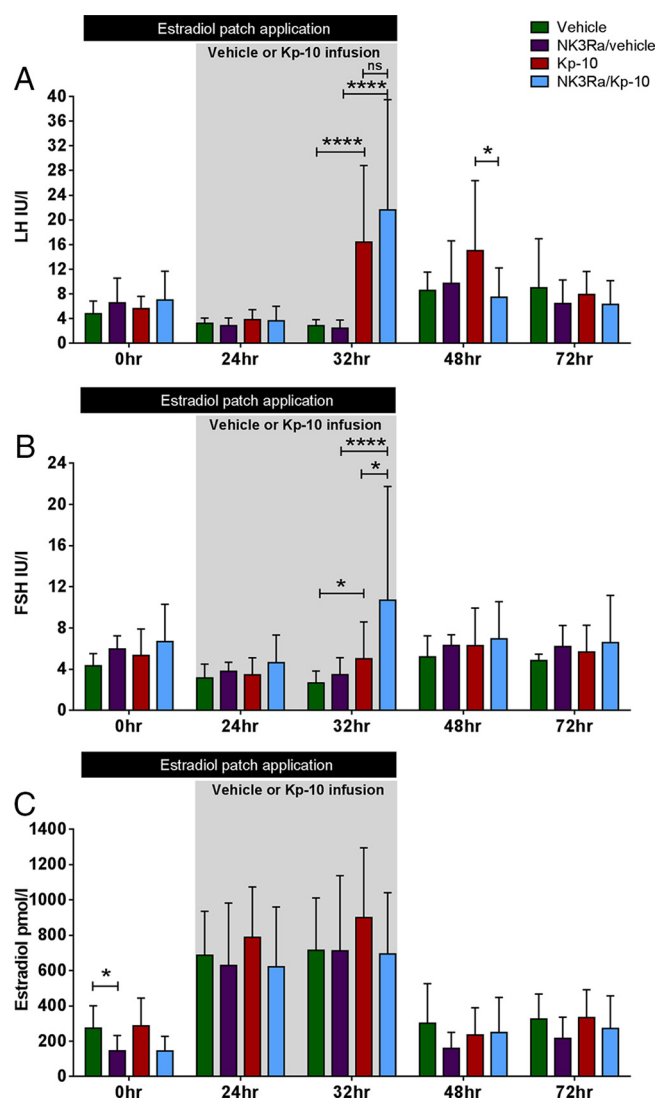 Estradiol patch application
Vehicle or Kp-10 infusion
Vehicle
NK3Ra/vehicle
Kp-10
NK3Ra/Kp-10
A
LH IU/l
40
36
32
28
24
20
16
12
8
4
0
ns
****
****
*
0hr 24hr 32hr 48hr 72hr
Estradiol patch application
Vehicle or Kp-10 infusion
B
FSH IU/l
24
20
16
12
8
4
0
****
*
*
0hr 24hr 32hr 48hr 72hr
Estradiol patch application
Vehicle or Kp-10 infusion
C
Estradiol pmol/l
1400
1200
1000
800
600
400
200
0
*
0hr 24hr 32hr 48hr 72hr